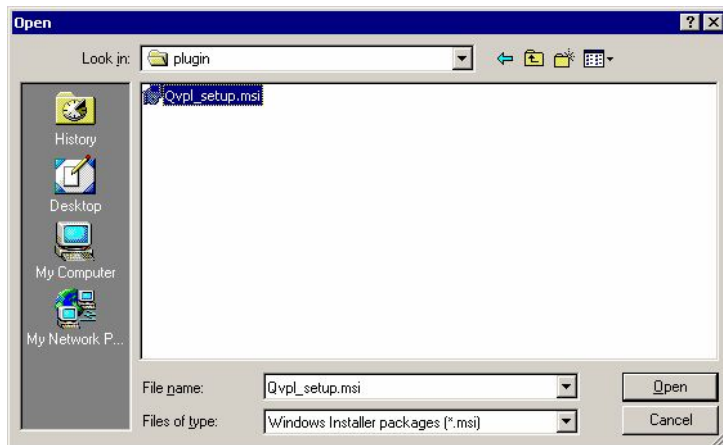 Open
Look in: plugin
Qvpl_setup.msi
History
Desktop
My Computer
My Network P...
File name: Qvpl_setup.msi Open
Files of type: Windows Installer packages (*.msi) Cancel